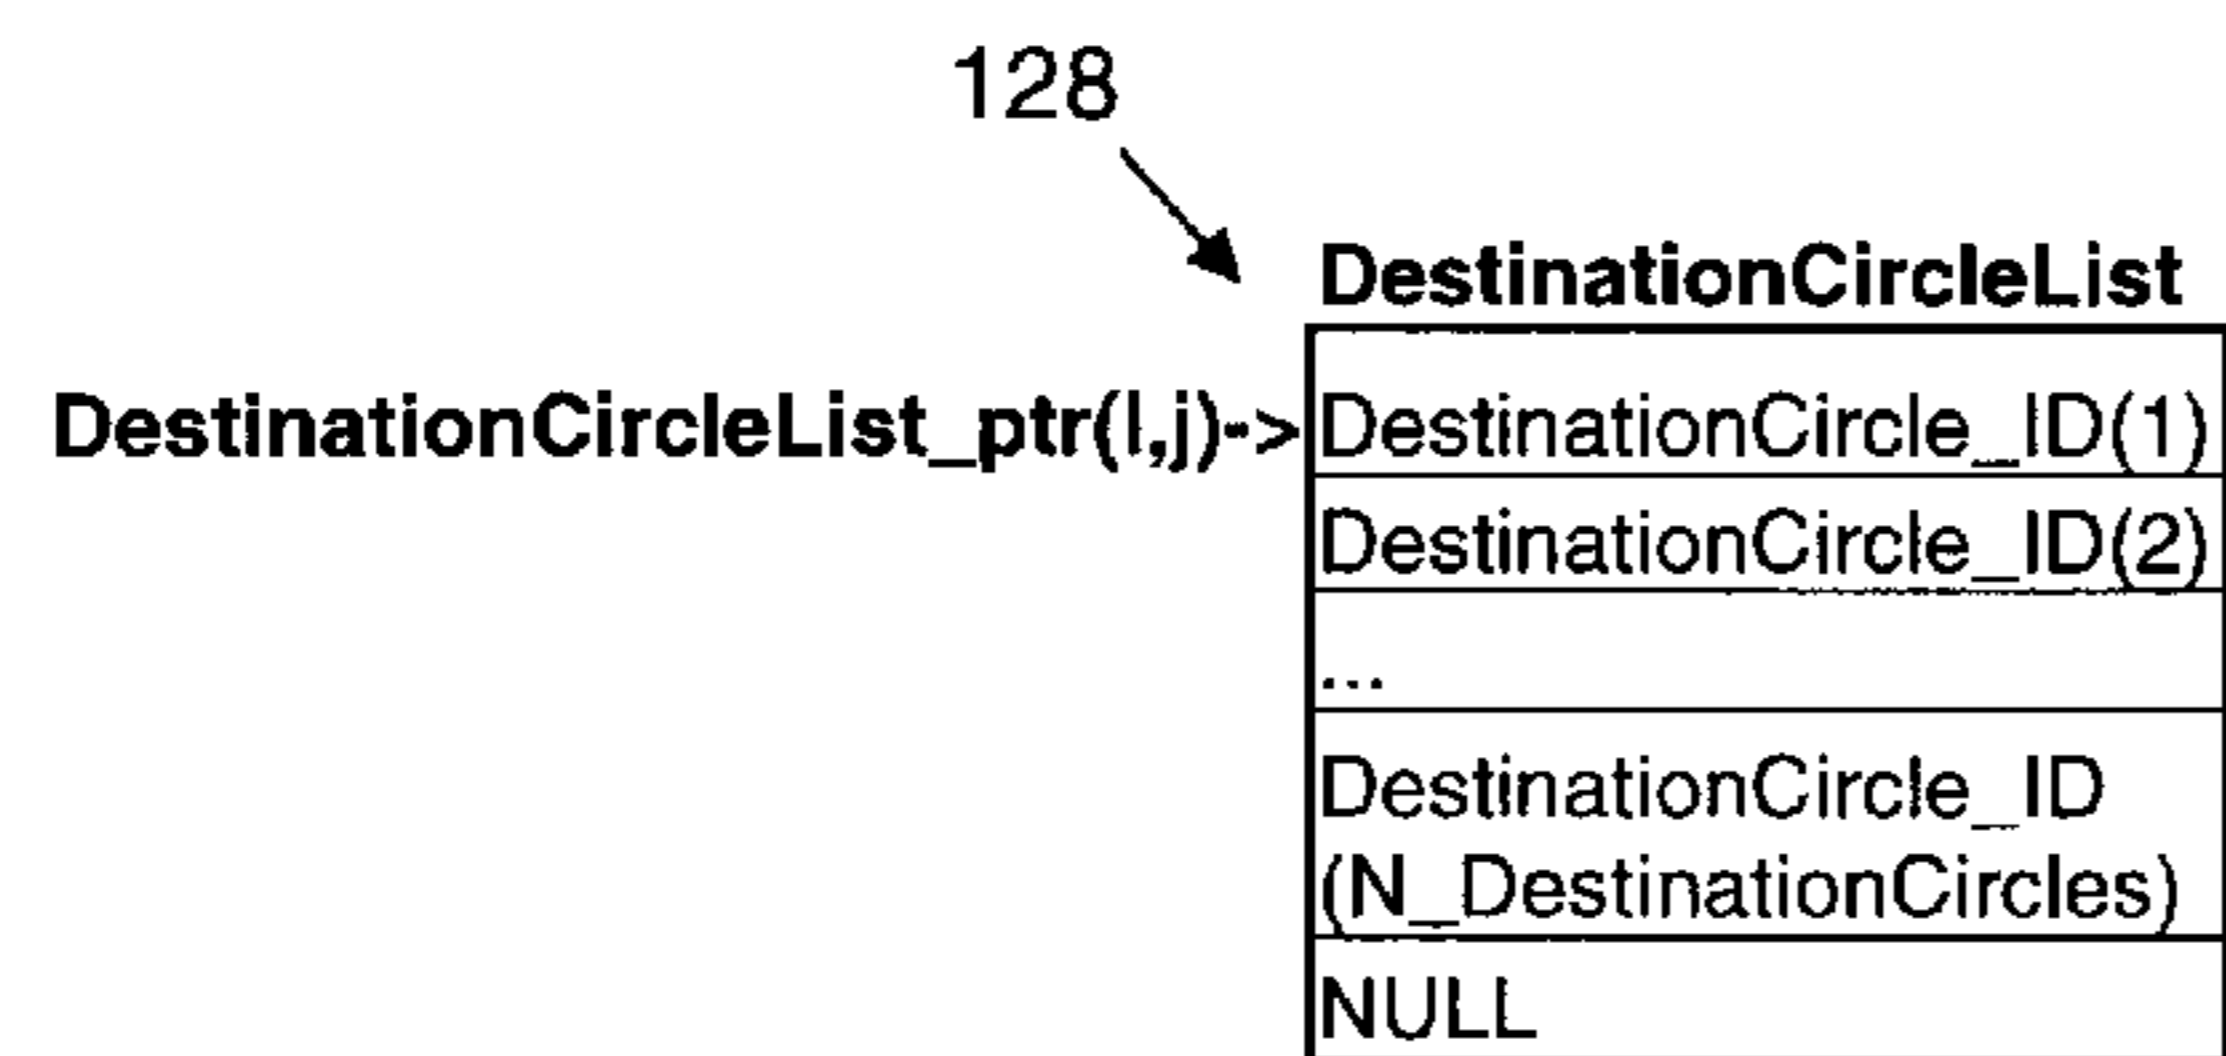 128
DestinationCircleList
DestinationCircleList_ptr(I,j)->
DestinationCircle_ID(1)
DestinationCircle_ID(2)
...
DestinationCircle_ID
(N_DestinationCircles)
NULL